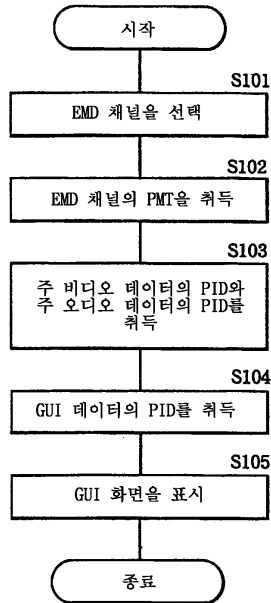 시작
S101
EMD 채널을 선택
S102
EMD 채널의 PMT을 취득
S103
주 비디오 데이터의 PID와
주 오디오 데이터의 PID를
취득
S104
GUI 데이터의 PID를 취득
S105
GUI 화면을 표시
종료